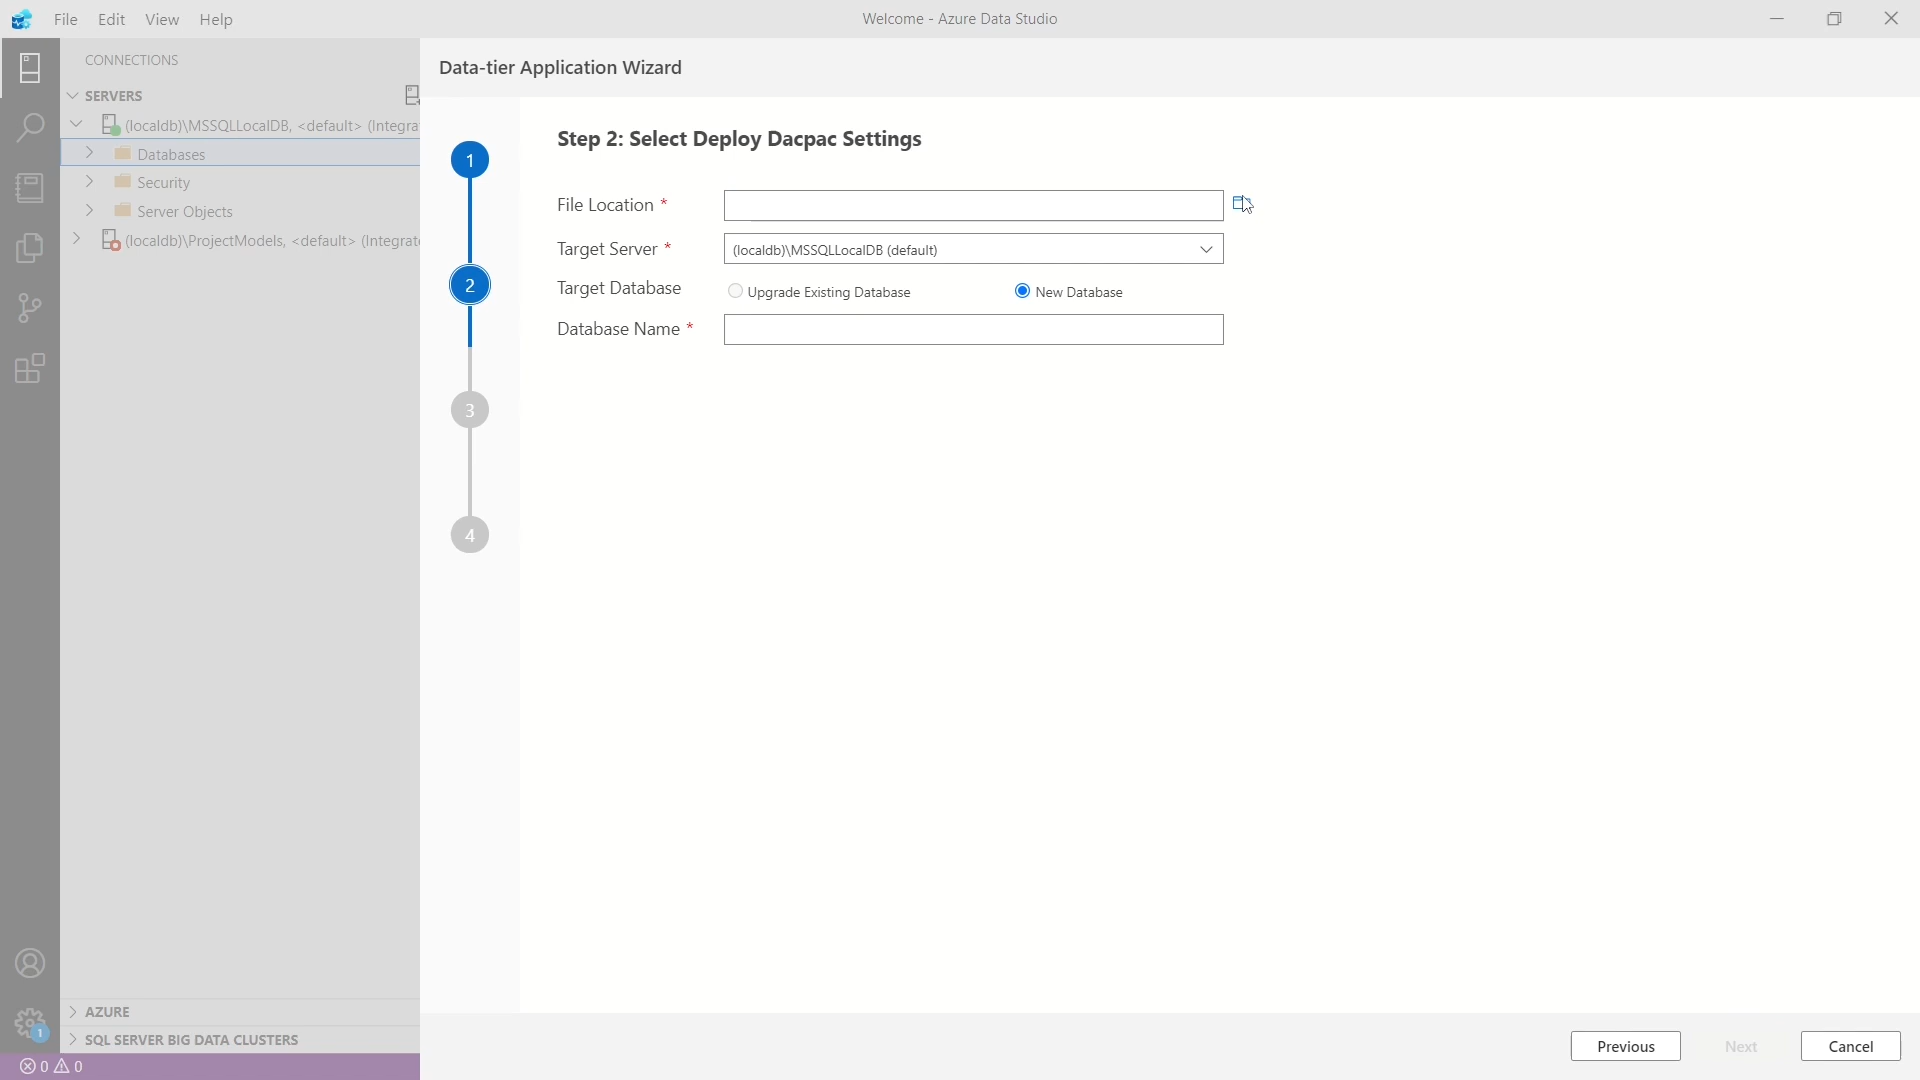 File Edit View Help
Welcome - Azure Data Studio
CONNECTIONS
SERVERS
(localdb)\MSSQLLocalDB, <default> (Integra
Databases
Security
Server Objects
(localdb)\ProjectModels, <default> (Integrat
AZURE
SQL SERVER BIG DATA CLUSTERS
1
0 0
Data-tier Application Wizard
1
2
3
4
Step 2: Select Deploy Dacpac Settings
File Location *
Target Server * (localdb)\MSSQLLocalDB (default)
Target Database Upgrade Existing Database New Database
Database Name *
Previous Next Cancel